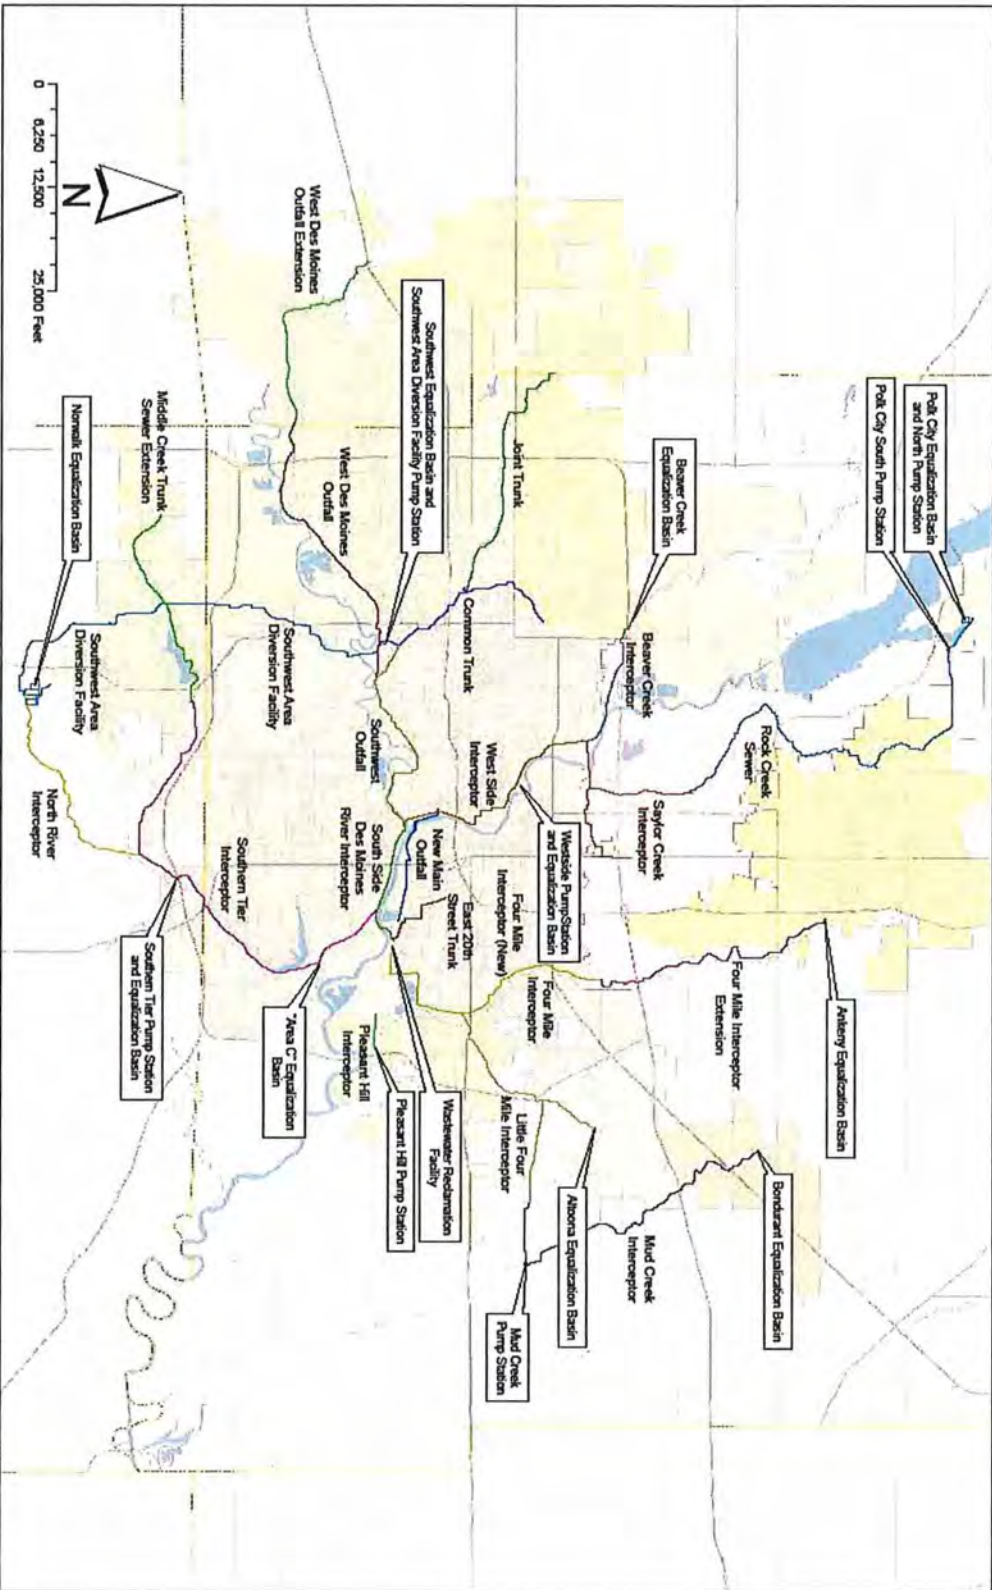 Polk City Equalization Basin
and North Pump Station
Polk City South Pump Station
Ankeny Equalization Basin
Bondurant Equalization Basin
Rock Creek
Sewer
Four Mile Interceptor
Extension
Beaver Creek
Equalization Basin
Beaver Creek
Interceptor
Saylor Creek
Interceptor
Mud Creek
Interceptor
Altoona Equalization Basin
Westside Pump Station
and Equalization Basin
Four Mile
Interceptor
Four Mile
Interceptor (New)
Joint Trunk
Common Trunk
West Side
Interceptor
Little Four
Mile Interceptor
Mud Creek
Pump Station
East 20th
Street Trunk
New Main
Outfall
Wastewater Reclamation
Facility
Southwest Equalization Basin and
Southwest Area Diversion Facility Pump Station
Southwest
Outfall
South Side
Des Moines
River Interceptor
Pleasant Hill
Interceptor
Pleasant Hill Pump Station
West Des Moines
Outfall Extension
West Des Moines
Outfall
Southwest Area
Diversion Facility
"Area C" Equalization
Basin
Southern Tier
Interceptor
Middle Creek Trunk
Sewer Extension
Southern Tier Pump Station
and Equalization Basin
Southwest Area
Diversion Facility
Norwalk Equalization Basin
North River
Interceptor
N
0 6,250 12,500 25,000 Feet